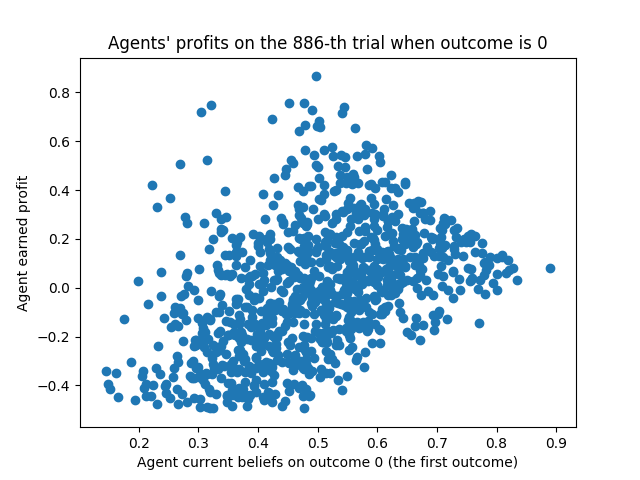 Agents' profits on the 886-th trial when outcome is 0
Agent earned profit
0.8
0.6
0.4
0.2
0.0
−0.2
−0.4
0.2 0.3 0.4 0.5 0.6 0.7 0.8 0.9
Agent current beliefs on outcome 0 (the first outcome)